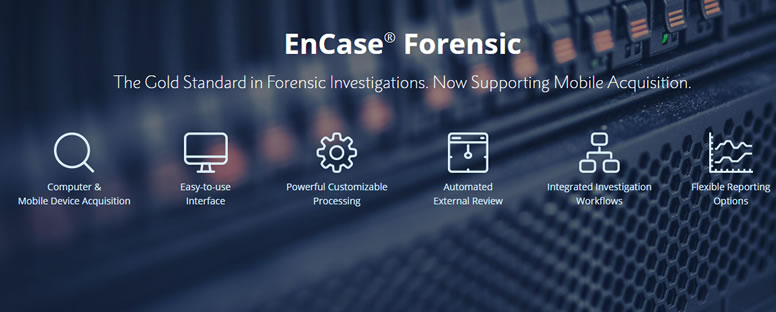 EnCase® Forensic
The Gold Standard in Forensic Investigations. Now Supporting Mobile Acquisition.
Computer &
Mobile Device Acquisition
Easy-to-use
Interface
Powerful Customizable
Processing
Automated
External Review
Integrated Investigation
Workflows
Flexible Reporting
Options